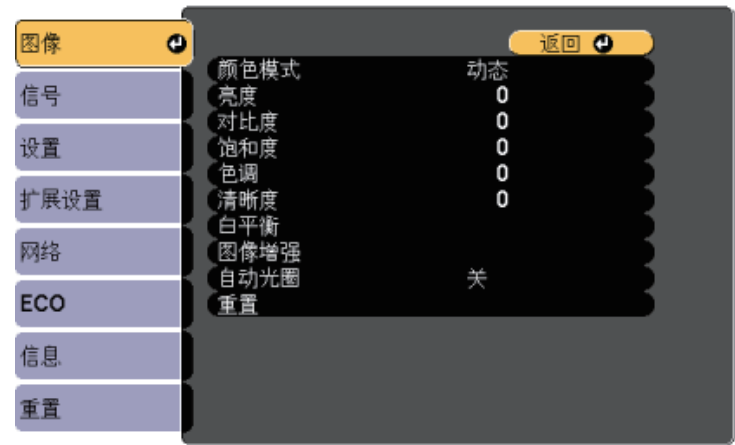 图像
返回
颜色模式 动态
亮度 0
对比度 0
饱和度 0
色调 0
清晰度 0
白平衡
图像增强
自动光圈 关
重置
信号
设置
扩展设置
网络
ECO
信息
重置